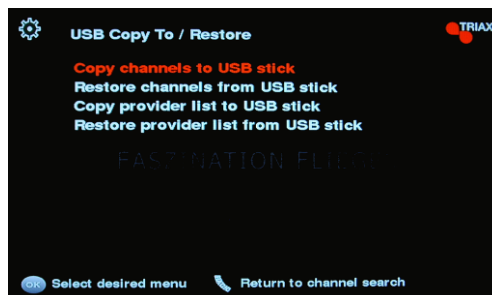 USB Copy To / Restore
TRIAX
Copy channels to USB stick
Restore channels from USB stick
Copy provider list to USB stick
Restore provider list from USB stick
FASZINATION
OK Select desired menu Return to channel search